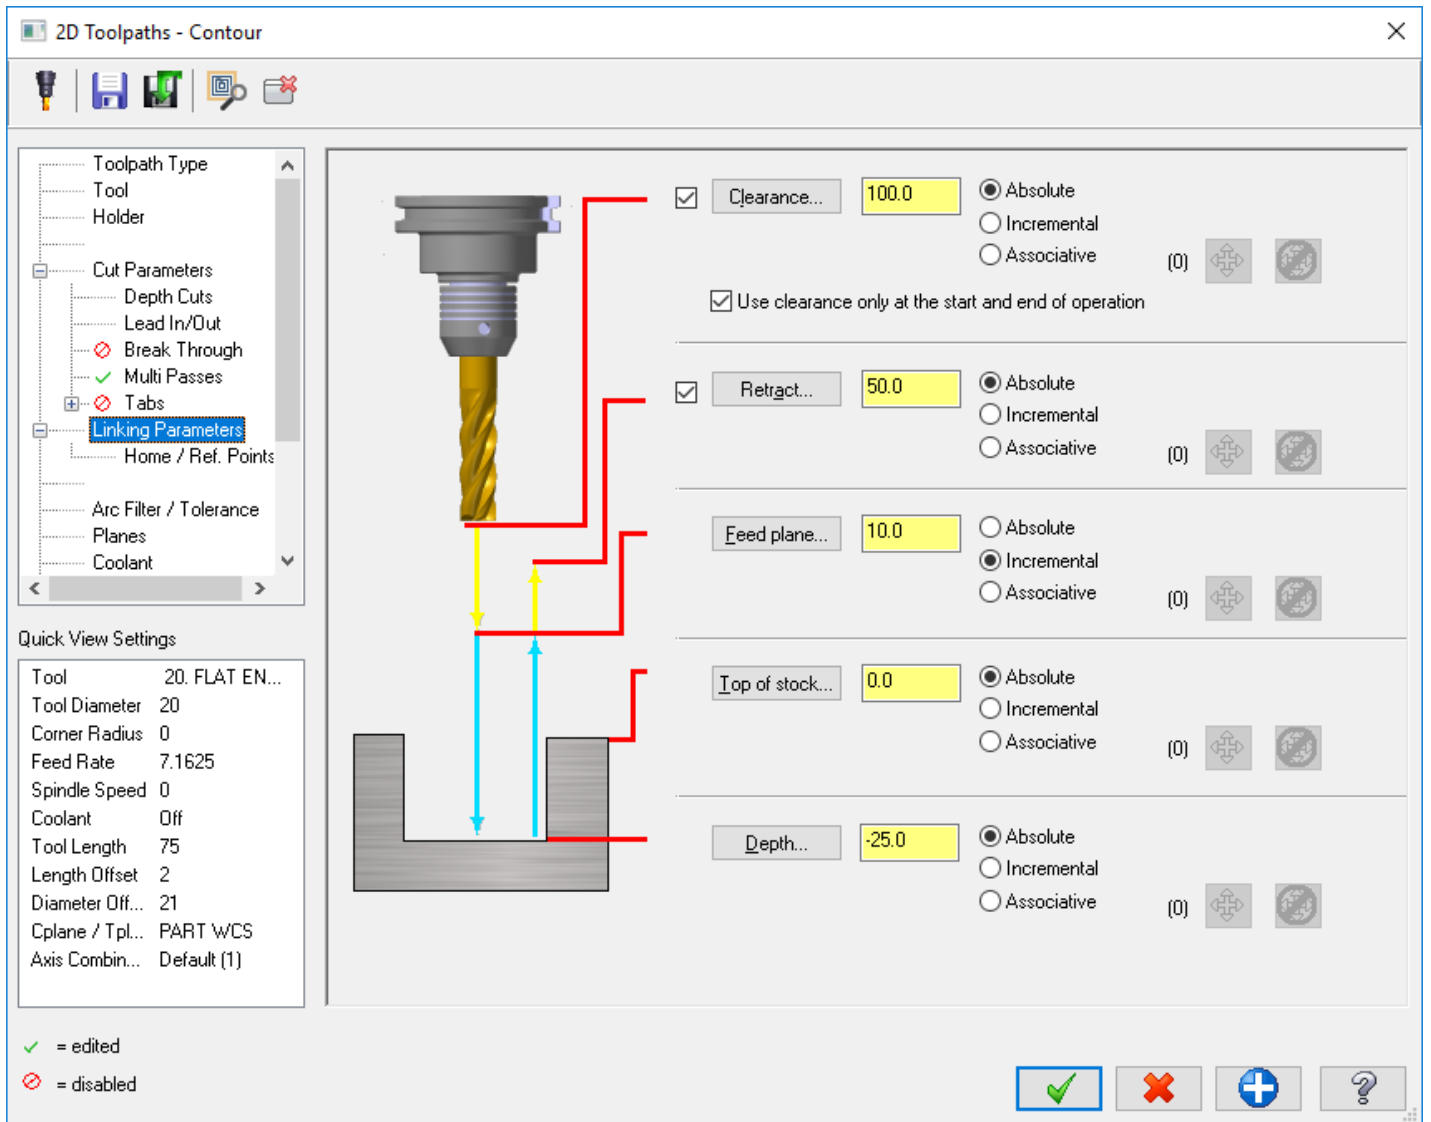 2D Toolpaths - Contour
Toolpath Type
Tool
Holder
Cut Parameters
Depth Cuts
Lead In/Out
Break Through
Multi Passes
Tabs
Linking Parameters
Home / Ref. Points
Arc Filter / Tolerance
Planes
Coolant
Quick View Settings
Tool 20. FLAT EN...
Tool Diameter 20
Corner Radius 0
Feed Rate 7.1625
Spindle Speed 0
Coolant Off
Tool Length 75
Length Offset 2
Diameter Off... 21
Cplane / Tpl... PART WCS
Axis Combin... Default (1)
= edited
= disabled
Clearance... 100.0 Absolute
Incremental
Associative (0)
Use clearance only at the start and end of operation
Retract... 50.0 Absolute
Incremental
Associative (0)
Feed plane... 10.0 Absolute
Incremental
Associative (0)
Top of stock... 0.0 Absolute
Incremental
Associative (0)
Depth... -25.0 Absolute
Incremental
Associative (0)